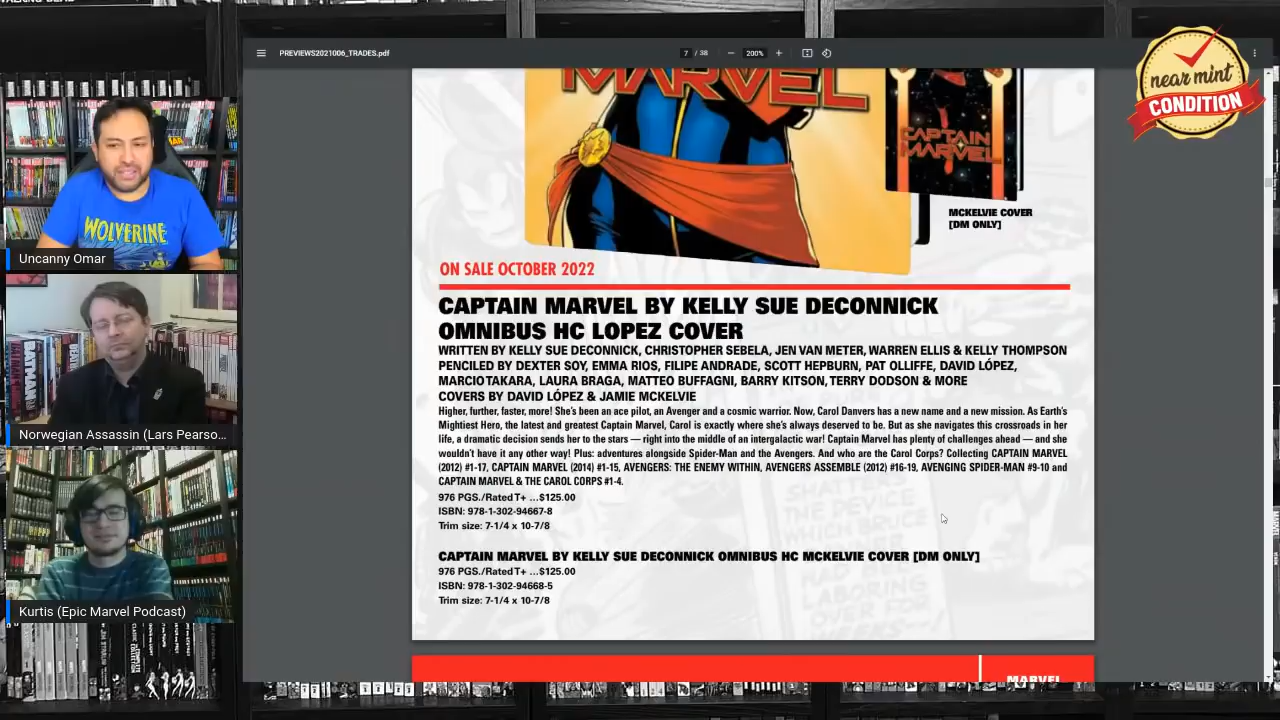 PREVIEWS2021006_TRADES.pdf
7 / 38
200%
near mint
CONDITION
MARVEL
CAPTAIN
MARVEL
MCKELVIE COVER
[DM ONLY]
WOLVERINE
Uncanny Omar
BATMAN
Norwegian Assassin (Lars Pearso...
Kurtis (Epic Marvel Podcast)
ON SALE OCTOBER 2022
CAPTAIN MARVEL BY KELLY SUE DECONNICK
OMNIBUS HC LOPEZ COVER
WRITTEN BY KELLY SUE DECONNICK, CHRISTOPHER SEBELA, JEN VAN METER, WARREN ELLIS & KELLY THOMPSON
PENCILED BY DEXTER SOY, EMMA RIOS, FILIPE ANDRADE, SCOTT HEPBURN, PAT OLLIFFE, DAVID LÓPEZ,
MARCIO TAKARA, LAURA BRAGA, MATTEO BUFFAGNI, BARRY KITSON, TERRY DODSON & MORE
COVERS BY DAVID LÓPEZ & JAMIE MCKELVIE
Higher, further, faster, more! She's been an ace pilot, an Avenger and a cosmic warrior. Now, Carol Danvers has a new name and a new mission. As Earth's
Mightiest Hero, the latest and greatest Captain Marvel, Carol is exactly where she's always deserved to be. But as she navigates this crossroads in her
life, a dramatic decision sends her to the stars — right into the middle of an intergalactic war! Captain Marvel has plenty of challenges ahead — and she
wouldn't have it any other way! Plus: adventures alongside Spider-Man and the Avengers. And who are the Carol Corps? Collecting CAPTAIN MARVEL
(2012) #1-17, CAPTAIN MARVEL (2014) #1-15, AVENGERS: THE ENEMY WITHIN, AVENGERS ASSEMBLE (2012) #16-19, AVENGING SPIDER-MAN #9-10 and
CAPTAIN MARVEL & THE CAROL CORPS #1-4.
976 PGS./Rated T+ ...$125.00
ISBN: 978-1-302-94667-8
Trim size: 7-1/4 x 10-7/8
CAPTAIN MARVEL BY KELLY SUE DECONNICK OMNIBUS HC MCKELVIE COVER [DM ONLY]
976 PGS./Rated T+ ...$125.00
ISBN: 978-1-302-94668-5
Trim size: 7-1/4 x 10-7/8
MARVEL